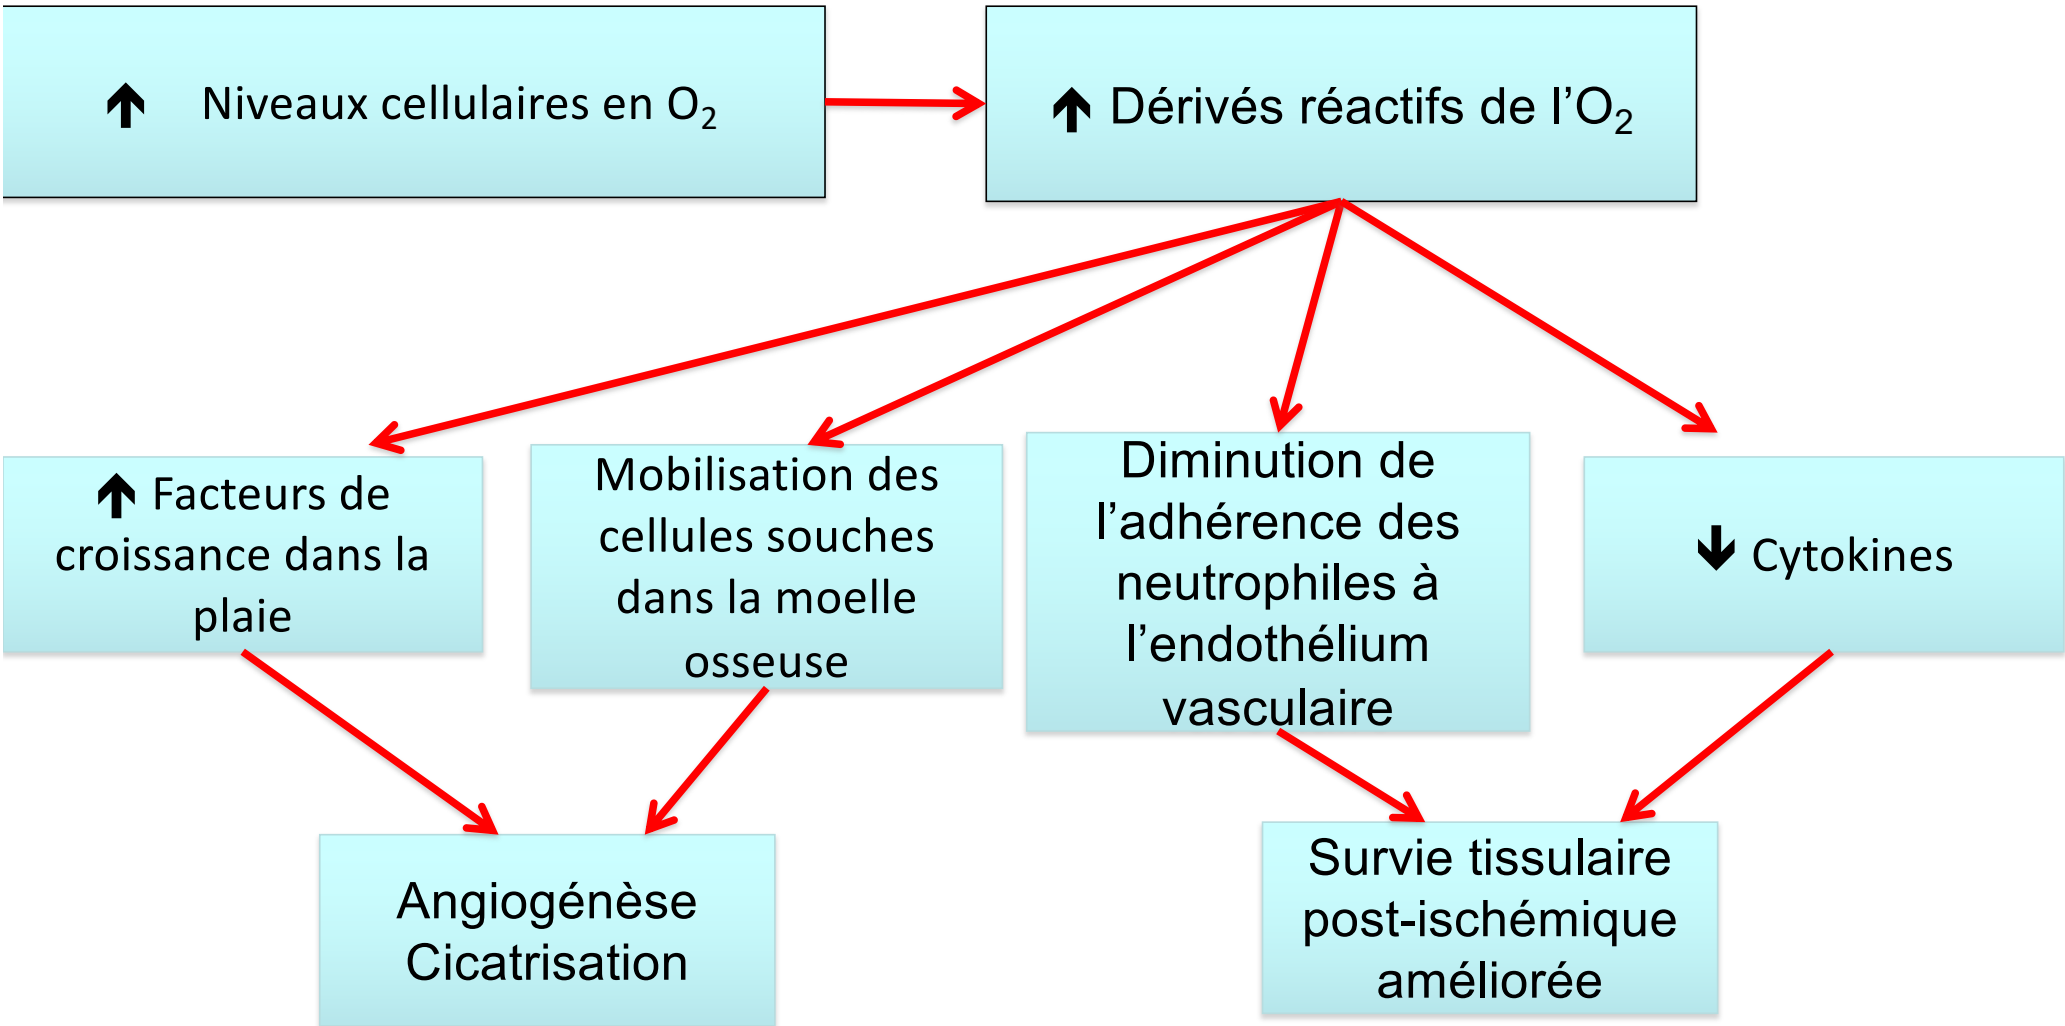 🡩 Niveaux cellulaires en O₂
🡩 Dérivés réactifs de l’O₂
🡩 Facteurs de
croissance dans la
plaie
Mobilisation des
cellules souches
dans la moelle
osseuse
Diminution de
l’adhérence des
neutrophiles à
l’endothélium
vasculaire
🡫 Cytokines
Angiogénèse
Cicatrisation
Survie tissulaire
post-ischémique
améliorée